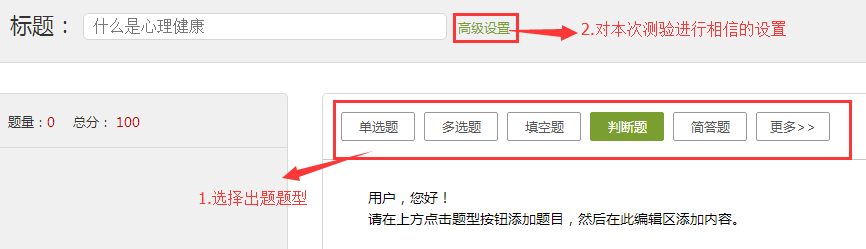 标题： 什么是心理健康 高级设置 2.对本次测验进行相信的设置
题量：0 总分： 100
单选题 多选题 填空题 判断题 简答题 更多>>
1.选择出题题型
用户，您好！
请在上方点击题型按钮添加题目，然后在此编辑区添加内容。